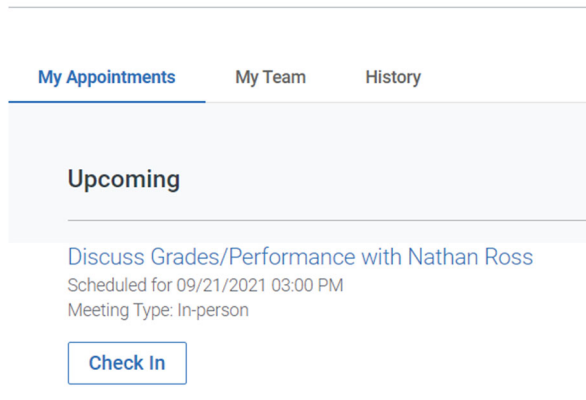 My Appointments My Team History
Upcoming
Discuss Grades/Performance with Nathan Ross
Scheduled for 09/21/2021 03:00 PM
Meeting Type: In-person
Check In